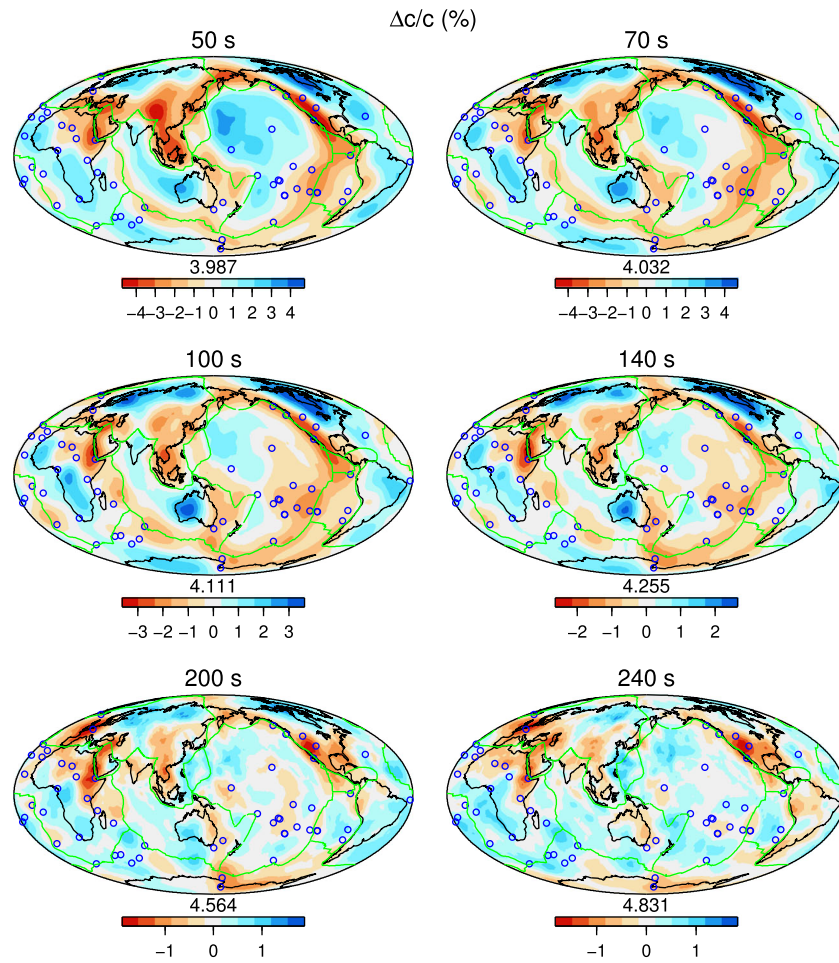 Δc/c (%)
50 s
70 s
3.987
4.032
−4−3−2−1 0 1 2 3 4
−4−3−2−1 0 1 2 3 4
100 s
140 s
4.111
4.255
−3 −2 −1 0 1 2 3
−2 −1 0 1 2
200 s
240 s
4.564
4.831
−1 0 1
−1 0 1